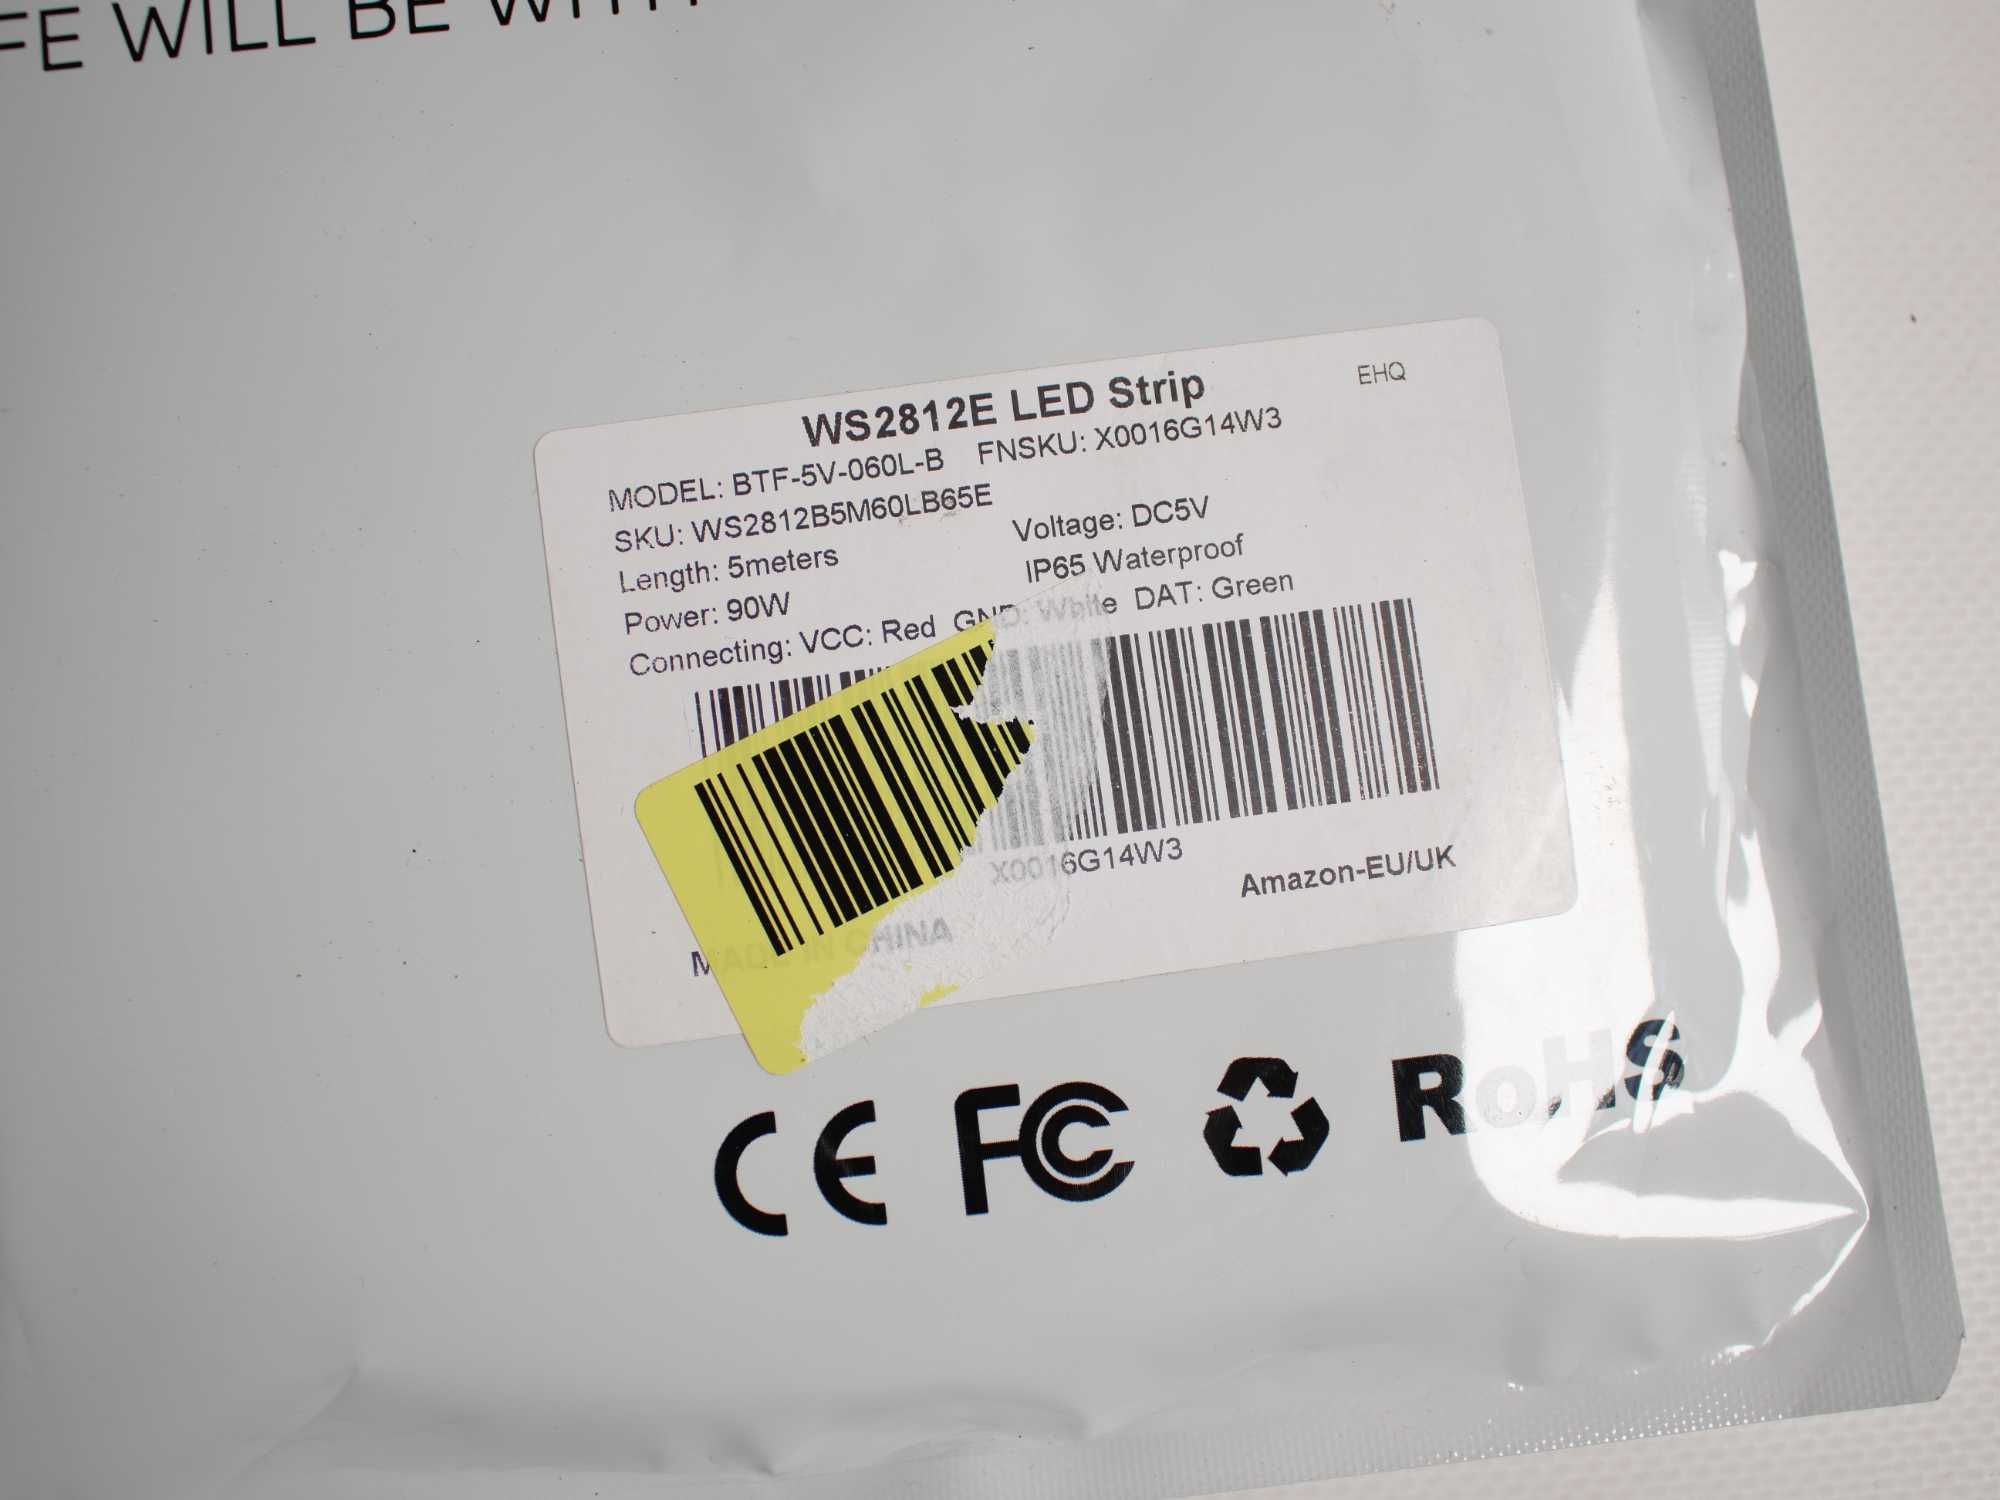 FE WILL BE WITH
WS2812E LED Strip
EHQ
MODEL: BTF-5V-060L-B FNSKU: X0016G14W3
SKU: WS2812B5M60LB65E
Length: 5meters Voltage: DC5V
Power: 90W IP65 Waterproof
Connecting: VCC: Red GND: White DAT: Green
X0016G14W3
MADE IN CHINA Amazon-EU/UK
CE FC RoHS